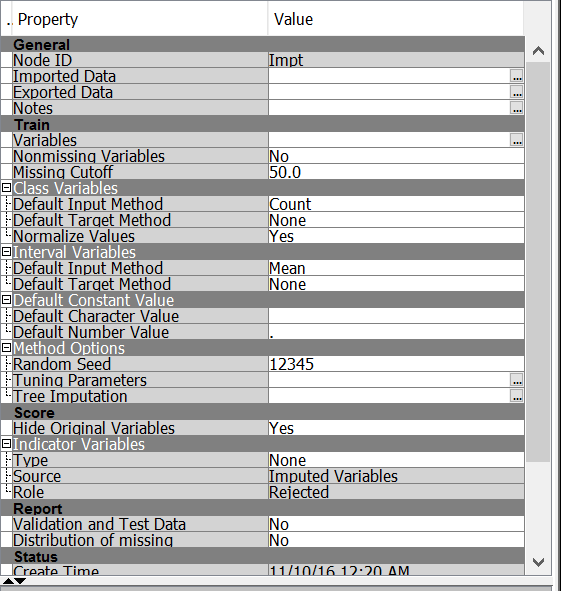 . Property Value
General
Node ID Impt
Imported Data ...
Exported Data ...
Notes ...
Train
Variables ...
Nonmissing Variables No
Missing Cutoff 50.0
Class Variables
Default Input Method Count
Default Target Method None
Normalize Values Yes
Interval Variables
Default Input Method Mean
Default Target Method None
Default Constant Value
Default Character Value
Default Number Value .
Method Options
Random Seed 12345
Tuning Parameters ...
Tree Imputation ...
Score
Hide Original Variables Yes
Indicator Variables
Type None
Source Imputed Variables
Role Rejected
Report
Validation and Test Data No
Distribution of missing No
Status
Create Time 11/10/16 12:20 AM